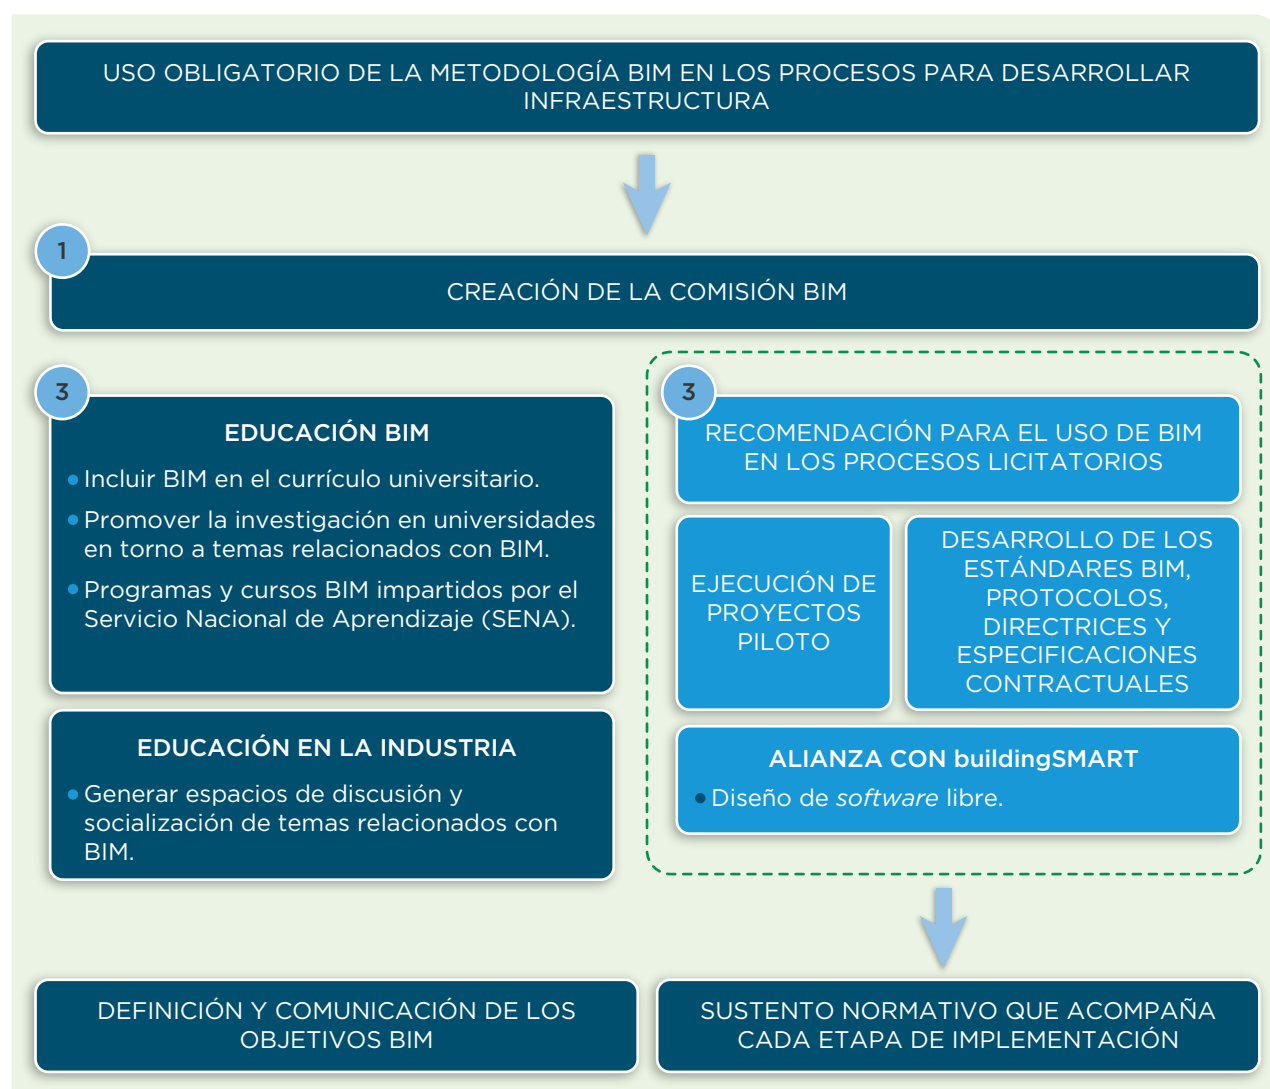 USO OBLIGATORIO DE LA METODOLOGÍA BIM EN LOS PROCESOS PARA DESARROLLAR
INFRAESTRUCTURA
1
CREACIÓN DE LA COMISIÓN BIM
3
EDUCACIÓN BIM
• Incluir BIM en el currículo universitario.
• Promover la investigación en universidades
en torno a temas relacionados con BIM.
• Programas y cursos BIM impartidos por el
Servicio Nacional de Aprendizaje (SENA).
EDUCACIÓN EN LA INDUSTRIA
• Generar espacios de discusión y
socialización de temas relacionados con
BIM.
3
RECOMENDACIÓN PARA EL USO DE BIM
EN LOS PROCESOS LICITATORIOS
EJECUCIÓN DE
PROYECTOS
PILOTO
DESARROLLO DE LOS
ESTÁNDARES BIM,
PROTOCOLOS,
DIRECTRICES Y
ESPECIFICACIONES
CONTRACTUALES
ALIANZA CON buildingSMART
• Diseño de software libre.
DEFINICIÓN Y COMUNICACIÓN DE LOS
OBJETIVOS BIM
SUSTENTO NORMATIVO QUE ACOMPAÑA
CADA ETAPA DE IMPLEMENTACIÓN